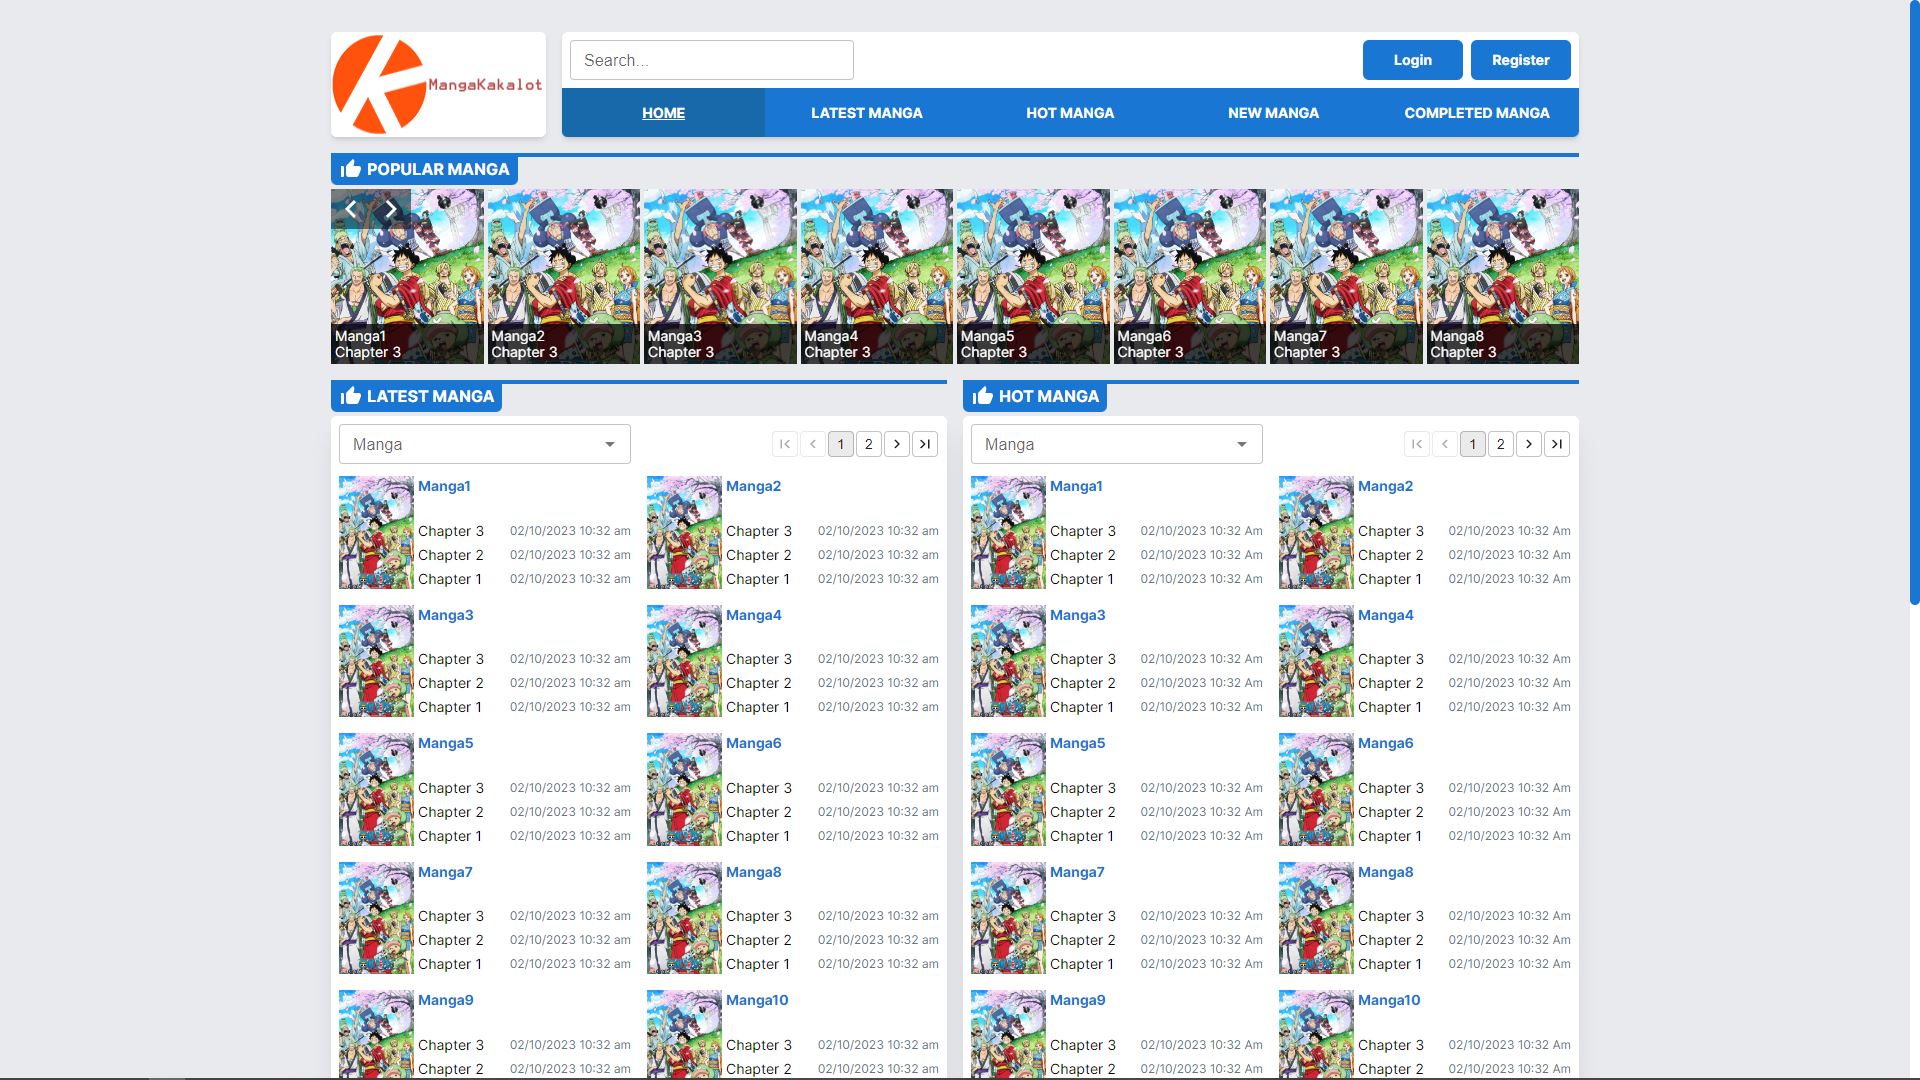 MangaKakalot
Search...
Login
Register
HOME
LATEST MANGA
HOT MANGA
NEW MANGA
COMPLETED MANGA
POPULAR MANGA
Manga1
Chapter 3
Manga2
Chapter 3
Manga3
Chapter 3
Manga4
Chapter 3
Manga5
Chapter 3
Manga6
Chapter 3
Manga7
Chapter 3
Manga8
Chapter 3
LATEST MANGA
Manga
1
2
Manga1
Chapter 3 02/10/2023 10:32 am
Chapter 2 02/10/2023 10:32 am
Chapter 1 02/10/2023 10:32 am
Manga2
Chapter 3 02/10/2023 10:32 am
Chapter 2 02/10/2023 10:32 am
Chapter 1 02/10/2023 10:32 am
Manga3
Chapter 3 02/10/2023 10:32 am
Chapter 2 02/10/2023 10:32 am
Chapter 1 02/10/2023 10:32 am
Manga4
Chapter 3 02/10/2023 10:32 am
Chapter 2 02/10/2023 10:32 am
Chapter 1 02/10/2023 10:32 am
Manga5
Chapter 3 02/10/2023 10:32 am
Chapter 2 02/10/2023 10:32 am
Chapter 1 02/10/2023 10:32 am
Manga6
Chapter 3 02/10/2023 10:32 am
Chapter 2 02/10/2023 10:32 am
Chapter 1 02/10/2023 10:32 am
Manga7
Chapter 3 02/10/2023 10:32 am
Chapter 2 02/10/2023 10:32 am
Chapter 1 02/10/2023 10:32 am
Manga8
Chapter 3 02/10/2023 10:32 am
Chapter 2 02/10/2023 10:32 am
Chapter 1 02/10/2023 10:32 am
Manga9
Chapter 3 02/10/2023 10:32 am
Chapter 2 02/10/2023 10:32 am
Manga10
Chapter 3 02/10/2023 10:32 am
Chapter 2 02/10/2023 10:32 am
HOT MANGA
Manga
1
2
Manga1
Chapter 3 02/10/2023 10:32 Am
Chapter 2 02/10/2023 10:32 Am
Chapter 1 02/10/2023 10:32 Am
Manga2
Chapter 3 02/10/2023 10:32 Am
Chapter 2 02/10/2023 10:32 Am
Chapter 1 02/10/2023 10:32 Am
Manga3
Chapter 3 02/10/2023 10:32 Am
Chapter 2 02/10/2023 10:32 Am
Chapter 1 02/10/2023 10:32 Am
Manga4
Chapter 3 02/10/2023 10:32 Am
Chapter 2 02/10/2023 10:32 Am
Chapter 1 02/10/2023 10:32 Am
Manga5
Chapter 3 02/10/2023 10:32 Am
Chapter 2 02/10/2023 10:32 Am
Chapter 1 02/10/2023 10:32 Am
Manga6
Chapter 3 02/10/2023 10:32 Am
Chapter 2 02/10/2023 10:32 Am
Chapter 1 02/10/2023 10:32 Am
Manga7
Chapter 3 02/10/2023 10:32 Am
Chapter 2 02/10/2023 10:32 Am
Chapter 1 02/10/2023 10:32 Am
Manga8
Chapter 3 02/10/2023 10:32 Am
Chapter 2 02/10/2023 10:32 Am
Chapter 1 02/10/2023 10:32 Am
Manga9
Chapter 3 02/10/2023 10:32 Am
Chapter 2 02/10/2023 10:32 Am
Manga10
Chapter 3 02/10/2023 10:32 Am
Chapter 2 02/10/2023 10:32 Am